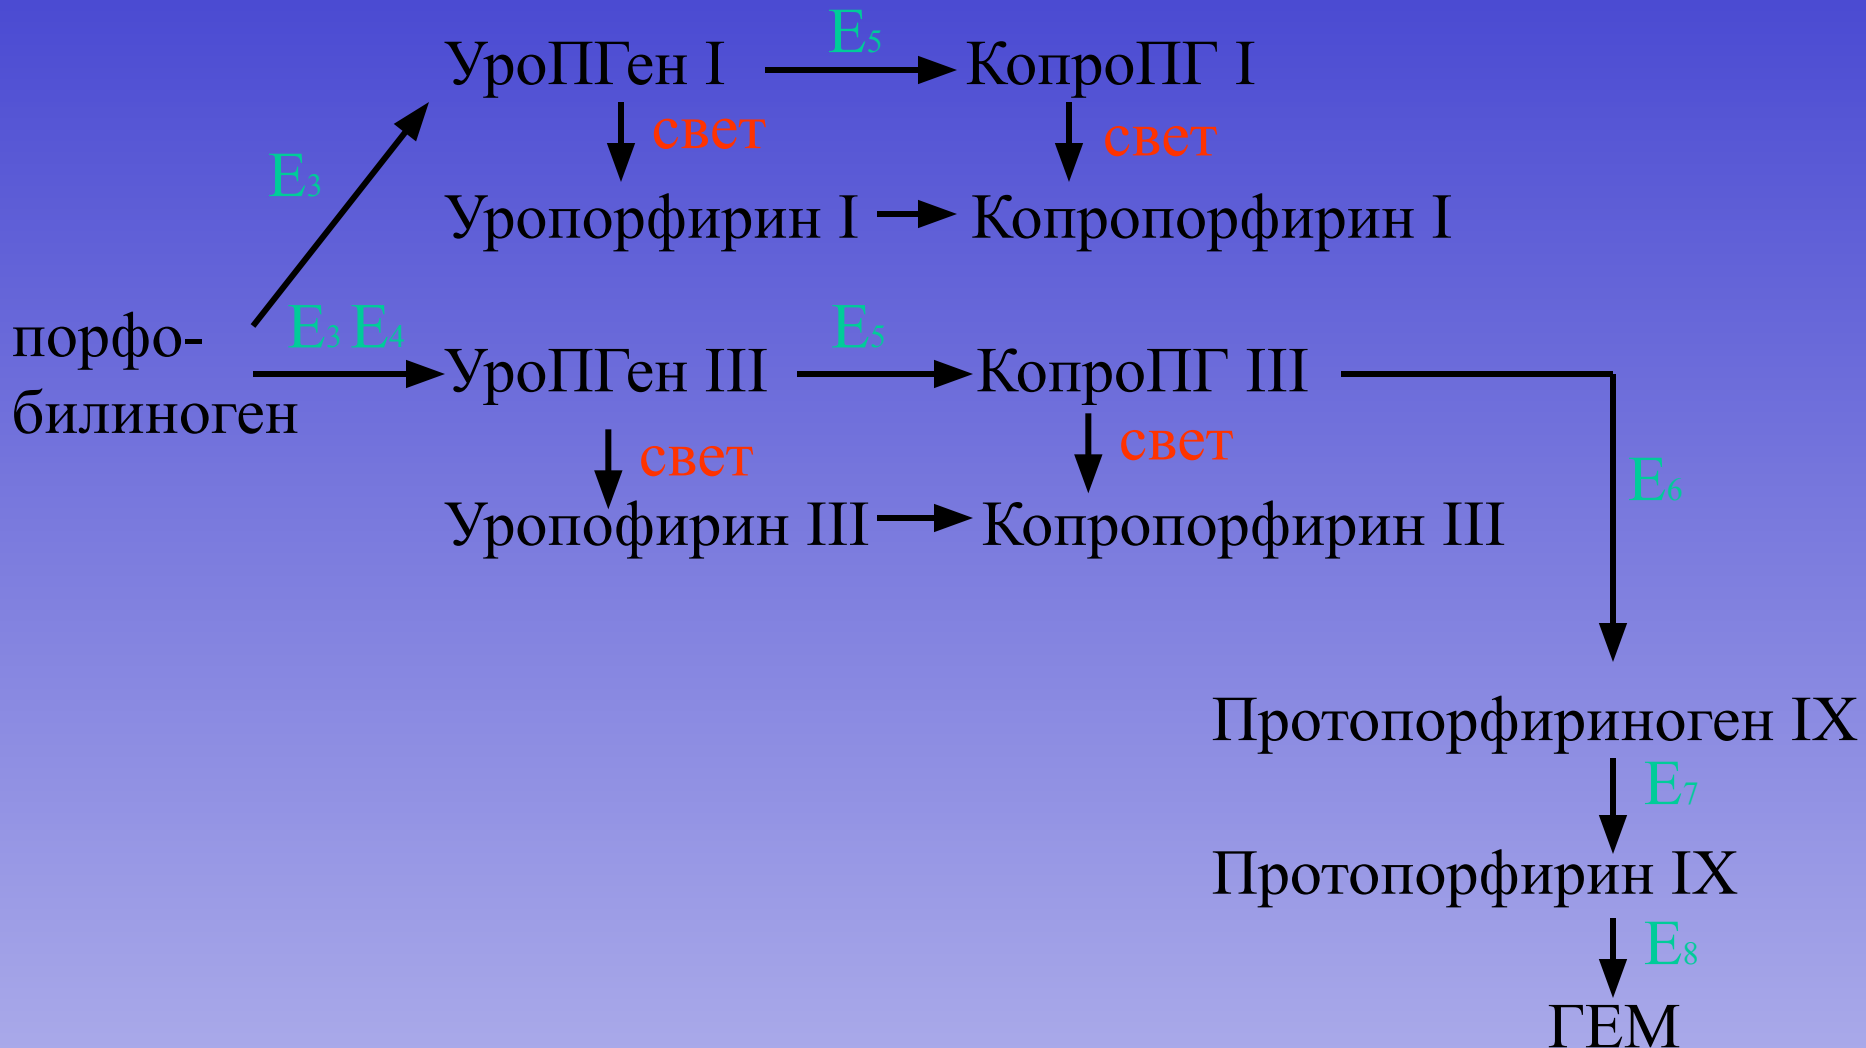 УроПГен I E₅ КопроПГ I
свет свет
E₃
Уропорфирин I Копропорфирин I
порфо-
билиноген
E₃ E₄ E₅
УроПГен III КопроПГ III
свет свет
E₆
Уропофирин III Копропорфирин III
Протопорфириноген IX
E₇
Протопорфирин IX
E₈
ГЕМ